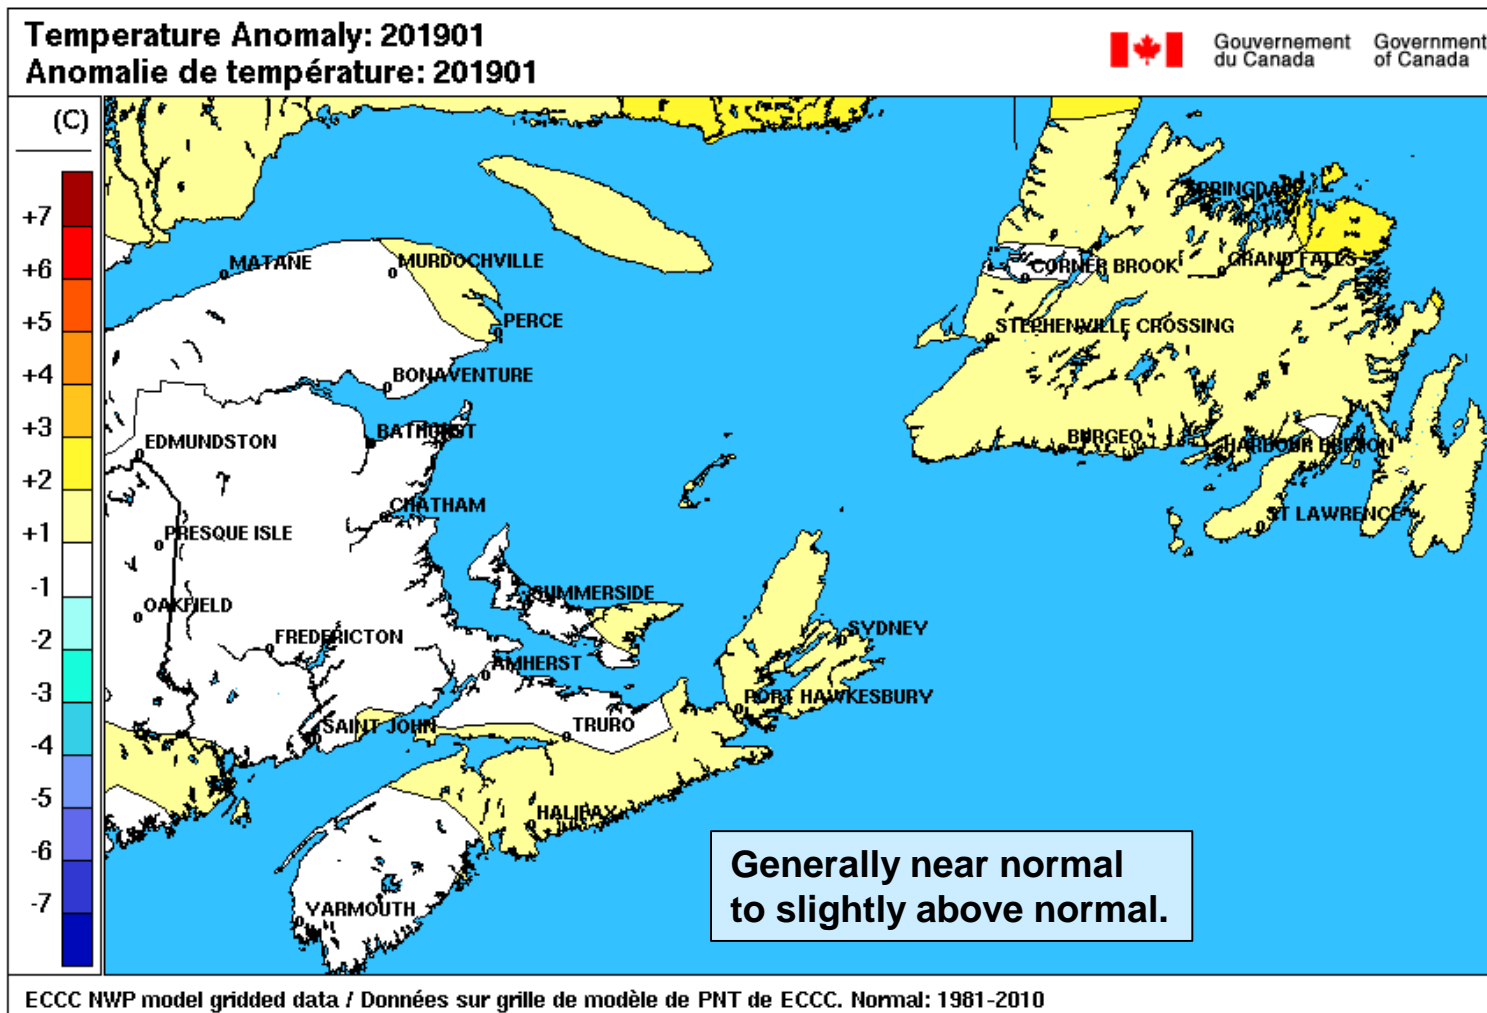 Temperature Anomaly: 201901
Anomalie de température: 201901
Gouvernement du Canada
Government of Canada
(C)
+7
+6
+5
+4
+3
+2
+1
-1
-2
-3
-4
-5
-6
-7
SPRINGDALE
MATANE
MURDOCHVILLE
CORNER BROOK
GRAND FALLS
PERCE
STEPHENVILLE CROSSING
BONAVENTURE
BATHURST
EDMUNDSTON
BURGEO
HARBOUR BRETON
CHATHAM
ST LAWRENCE
PRESQUE ISLE
SUMMERSIDE
OAKFIELD
FREDERICTON
SYDNEY
AMHERST
PORT HAWKESBURY
SAINT JOHN
TRURO
HALIFAX
YARMOUTH
Generally near normal
to slightly above normal.
ECCC NWP model gridded data / Données sur grille de modèle de PNT de ECCC. Normal: 1981-2010